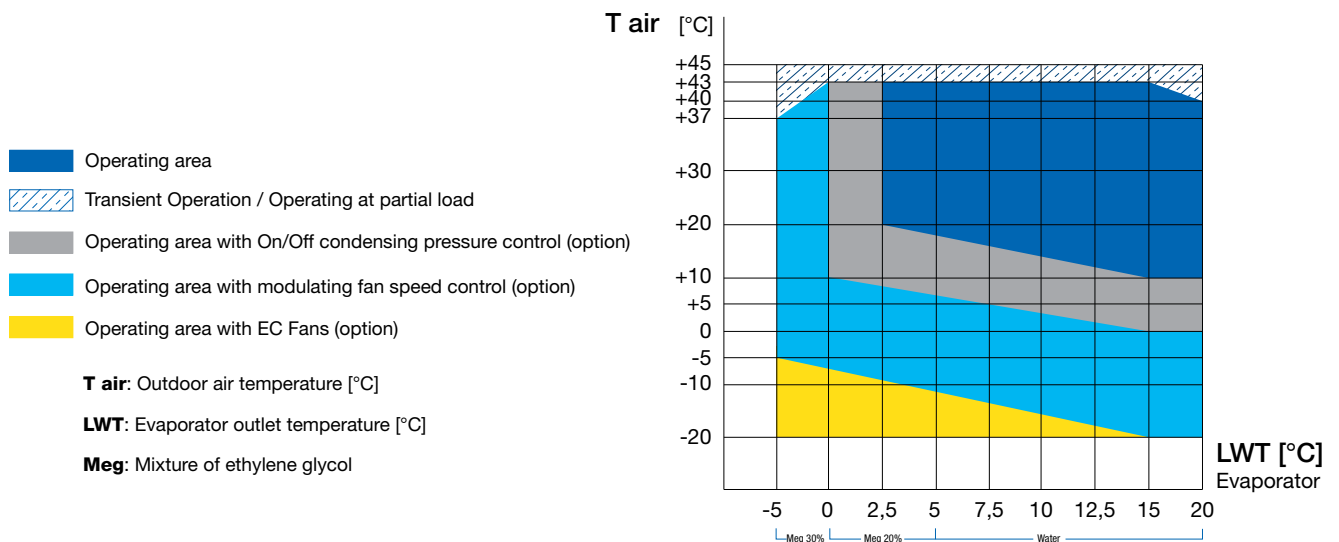 T air [°C]
+45
+43
+40
+37
+30
+20
+10
+5
0
-5
-10
-20
Operating area
Transient Operation / Operating at partial load
Operating area with On/Off condensing pressure control (option)
Operating area with modulating fan speed control (option)
Operating area with EC Fans (option)
T air: Outdoor air temperature [°C]
LWT: Evaporator outlet temperature [°C]
Meg: Mixture of ethylene glycol
LWT [°C]
Evaporator
-5 0 2,5 5 7,5 10 12,5 15 20
Meg 30% Meg 20% Water